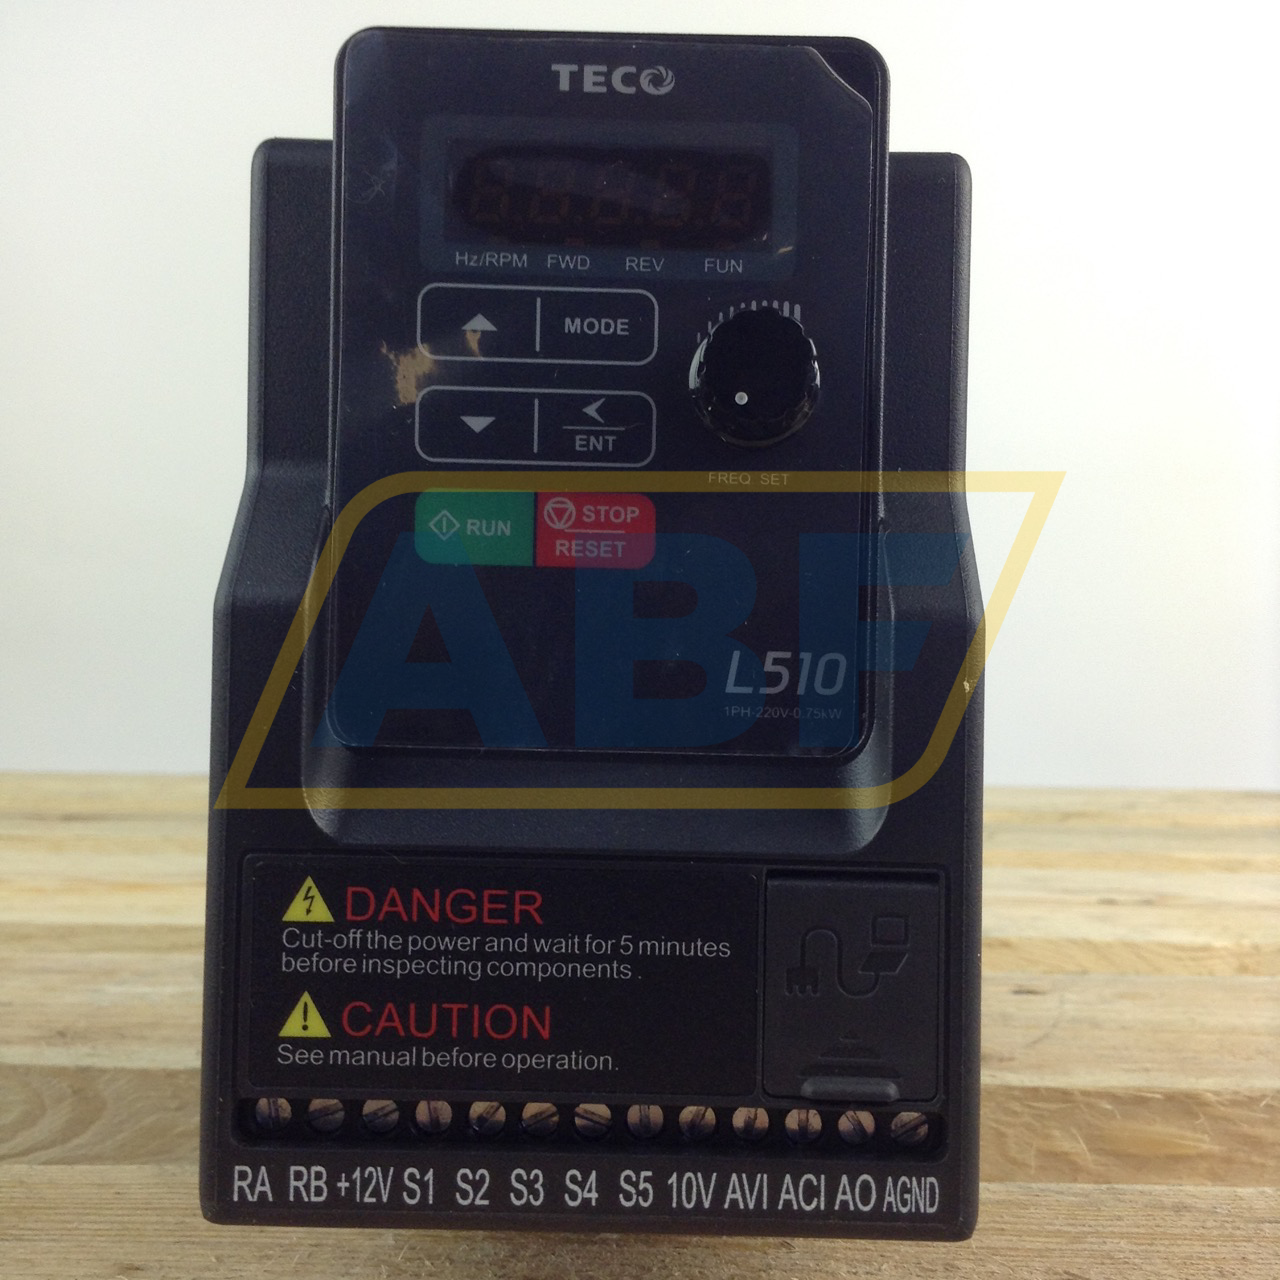 TECO
Hz/RPM FWD REV FUN
MODE
ENT
FREQ SET
RUN STOP
RESET
ABF
L510
1PH-220V-0.75kW
DANGER
Cut-off the power and wait for 5 minutes
before inspecting components .
CAUTION
See manual before operation.
RA RB +12V S1 S2 S3 S4 S5 10V AVI ACI AO AGND